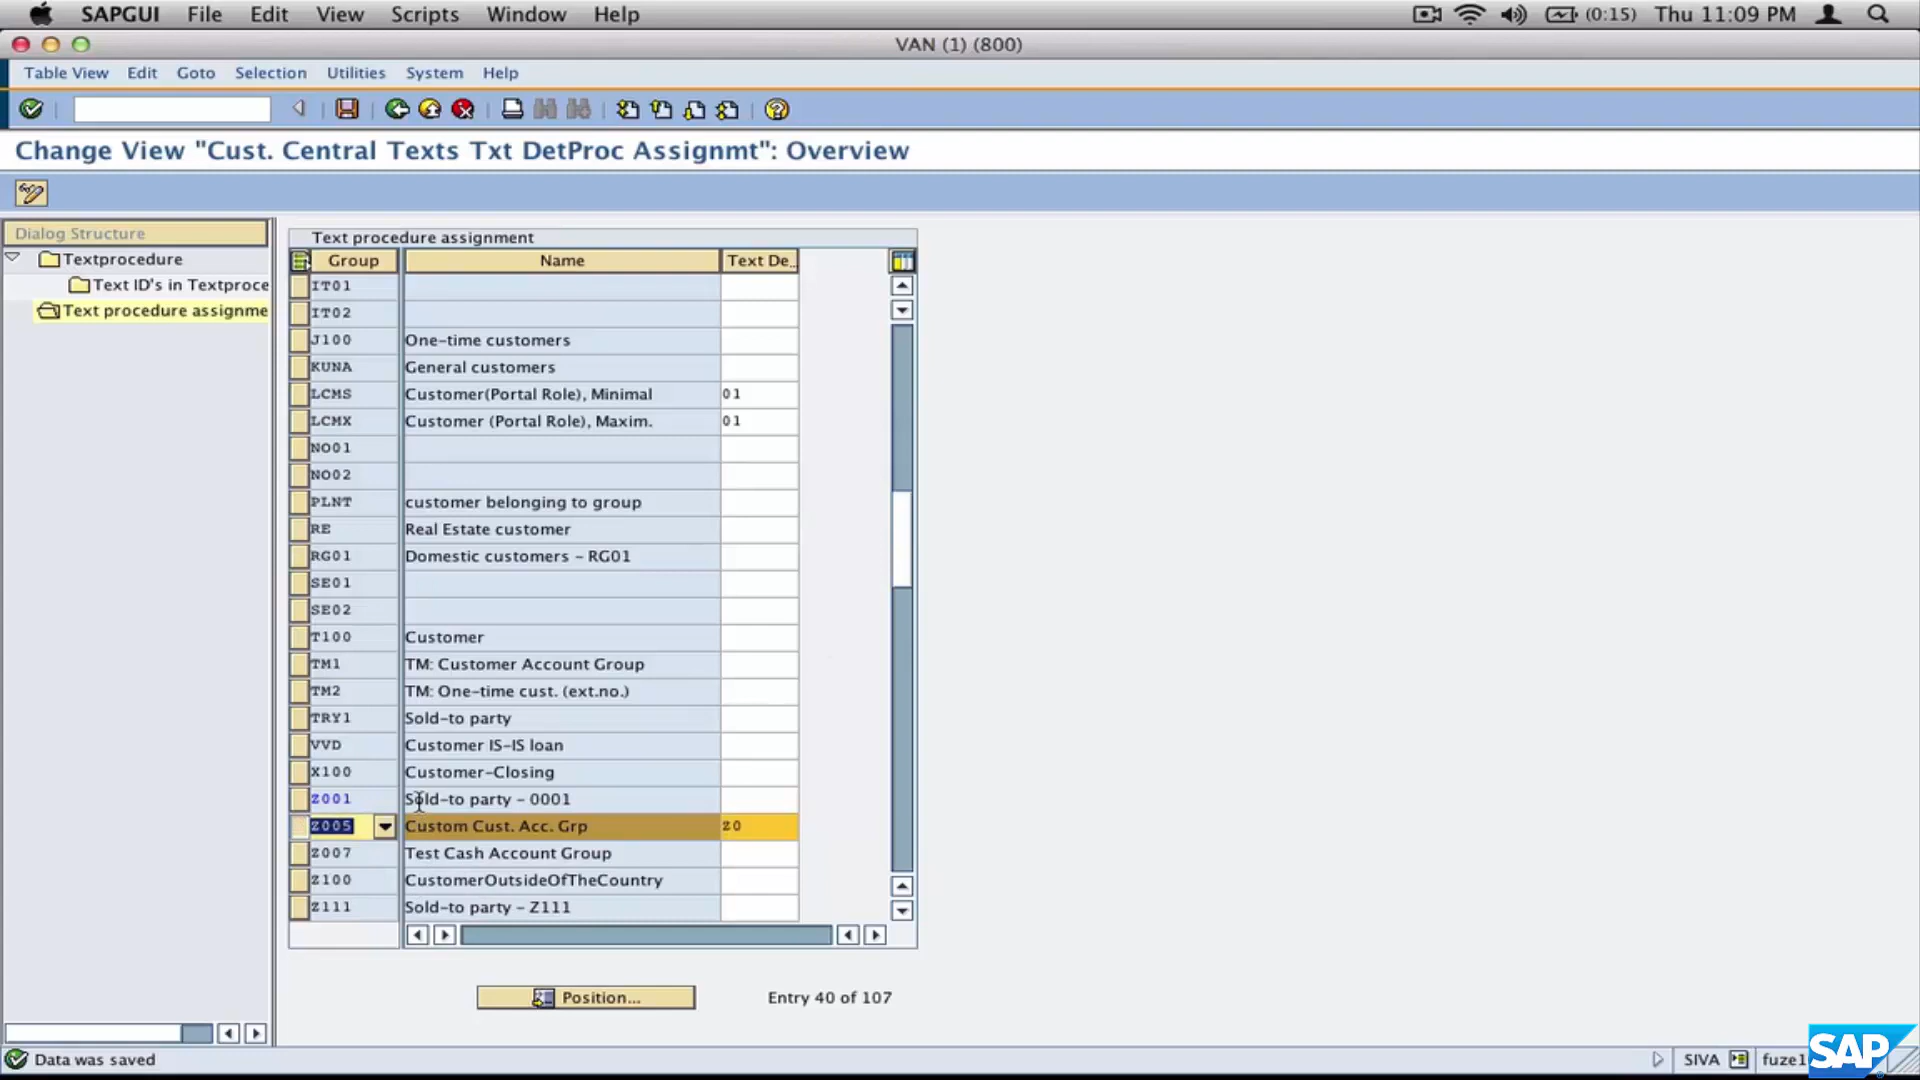 SAPGUI File Edit View Scripts Window Help (0:15) Thu 11:09 PM
VAN (1) (800)
Table View Edit Goto Selection Utilities System Help
Change View "Cust. Central Texts Txt DetProc Assignmt": Overview
Dialog Structure
Textprocedure
Text ID's in Textproce
Text procedure assignme
Text procedure assignment
Group Name Text De..
IT01
IT02
J100 One-time customers
KUNA General customers
LCMS Customer(Portal Role), Minimal 01
LCMX Customer (Portal Role), Maxim. 01
NO01
NO02
PLNT customer belonging to group
RE Real Estate customer
RG01 Domestic customers - RG01
SE01
SE02
T100 Customer
TM1 TM: Customer Account Group
TM2 TM: One-time cust. (ext.no.)
TRY1 Sold-to party
VVD Customer IS-IS loan
X100 Customer-Closing
Z001 Sold-to party - 0001
Z005 Custom Cust. Acc. Grp Z0
Z007 Test Cash Account Group
Z100 CustomerOutsideOfTheCountry
Z111 Sold-to party - Z111
Position... Entry 40 of 107
Data was saved SIVA fuze1
SAP